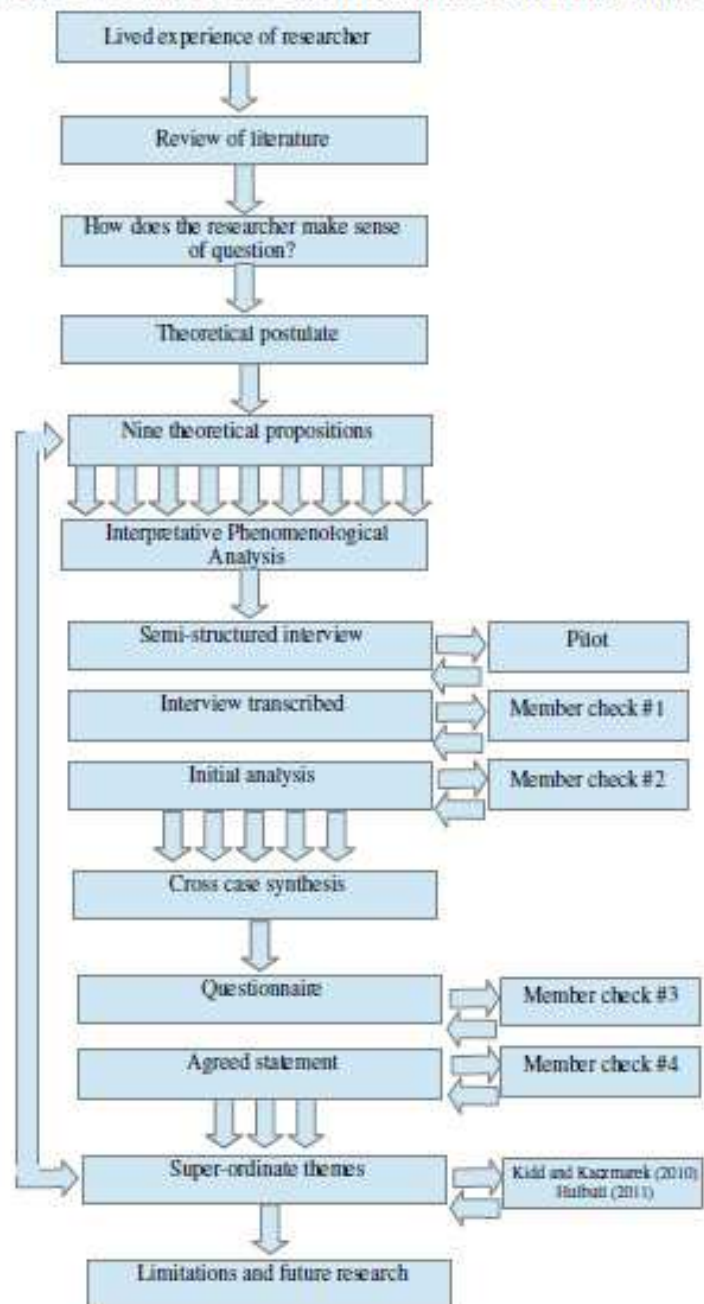 Lived experience of researcher
Review of literature
How does the researcher make sense
of question?
Theoretical postulate
Nine theoretical propositions
Interpretative Phenomenological
Analysis
Semi-structured interview
Pilot
Interview transcribed
Member check #1
Initial analysis
Member check #2
Cross case synthesis
Questionnaire
Member check #3
Agreed statement
Member check #4
Super-ordinate themes
Kidd and Kaczmarek (2010)
(2011)
Limitations and future research